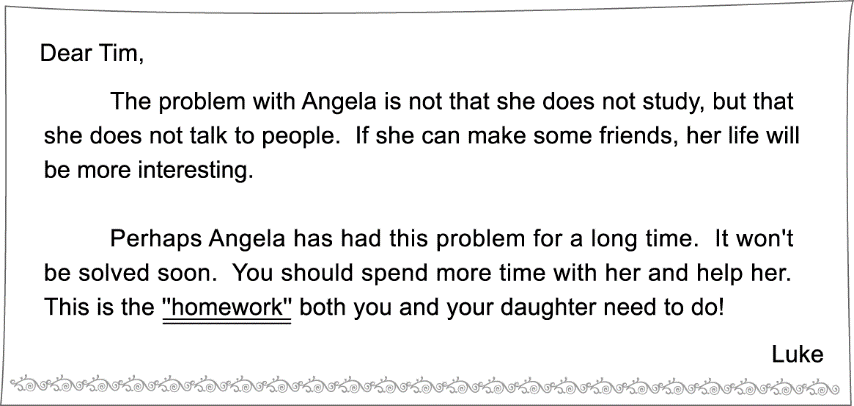 Dear Tim,
The problem with Angela is not that she does not study, but that
she does not talk to people.  If she can make some friends, her life will
be more interesting.
Perhaps Angela has had this problem for a long time.  It won't
be solved soon.  You should spend more time with her and help her.
This is the "homework" both you and your daughter need to do!
Luke